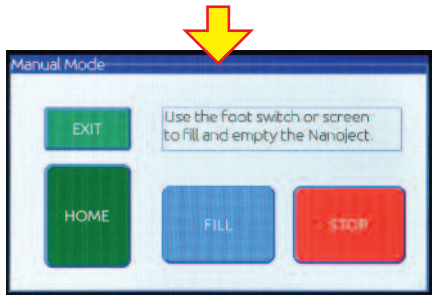 Manual Mode
EXIT
Use the foot switch or screen
to fill and empty the Nanoject.
HOME
FILL
STOP